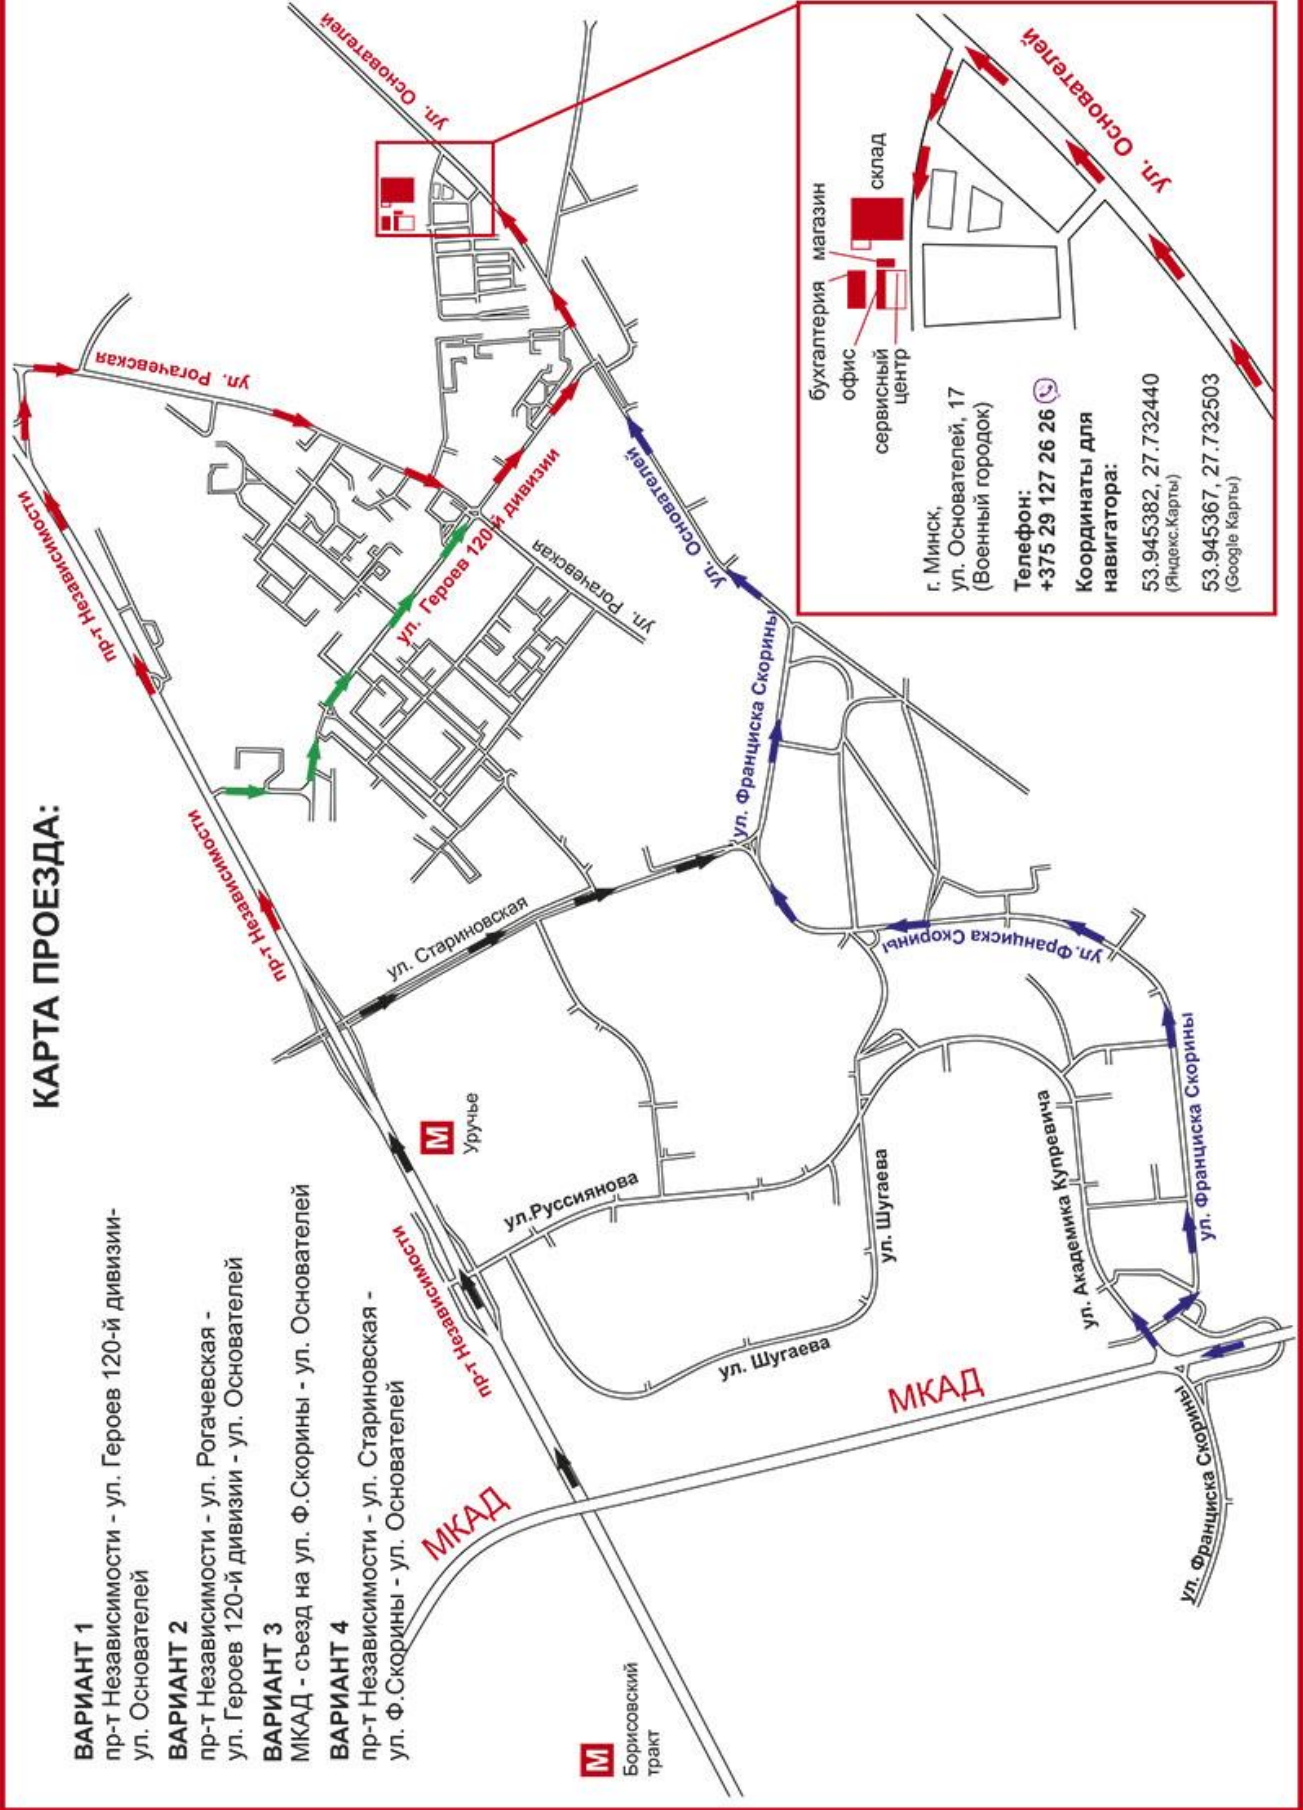 КАРТА ПРОЕЗДА:
ВАРИАНТ 1
пр-т Независимости - ул. Героев 120-й дивизии-
ул. Основателей
ВАРИАНТ 2
пр-т Независимости - ул. Рогачевская -
ул. Героев 120-й дивизии - ул. Основателей
ВАРИАНТ 3
МКАД - съезд на ул. Ф.Скорины - ул. Основателей
ВАРИАНТ 4
пр-т Независимости - ул. Стариновская -
ул. Ф.Скорины - ул. Основателей
М
Борисовский
тракт
МКАД
МКАД
пр-т Независимости
М
Уручье
пр-т Независимости
пр-т Независимости
ул. Рогачевская
ул. Героев 120-й дивизии
ул. Рогачевская
ул. Основателей
ул. Стариновская
ул.Руссиянова
ул. Шугаева
ул. Шугаева
ул. Академика Купревича
ул. Франциска Скорины
ул. Франциска Скорины
ул.Франциска Скорины
ул. Франциска Скорины
ул. Основателей
бухгалтерия
магазин
офис
склад
сервисный
центр
ул. Основателей
г. Минск,
ул. Основателей, 17
(Военный городок)
Телефон:
+375 29 127 26 26
Координаты для
навигатора:
53.945382, 27.732440
(Яндекс.Карты)
53.945367, 27.732503
(Google Карты)